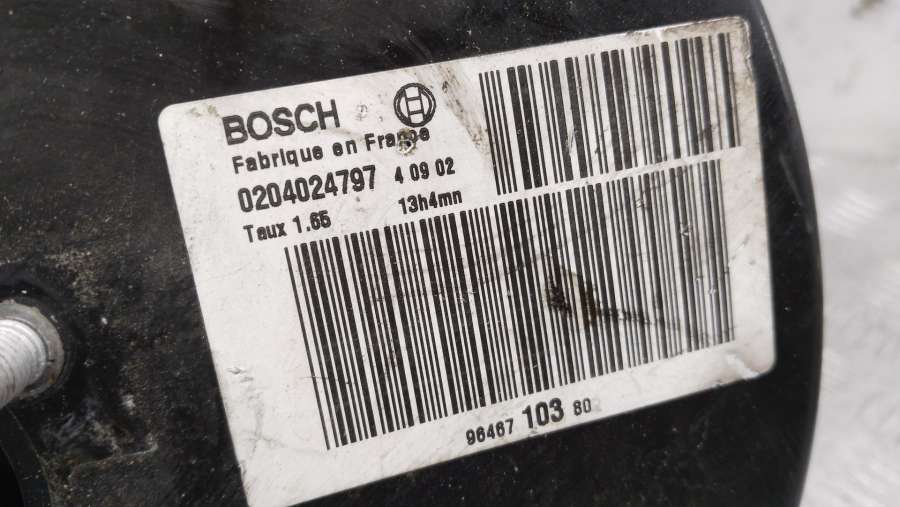 BOSCH
Fabrique en France
0204024797 4 09 02
Taux 1.65 13h4mn
96467 103 80